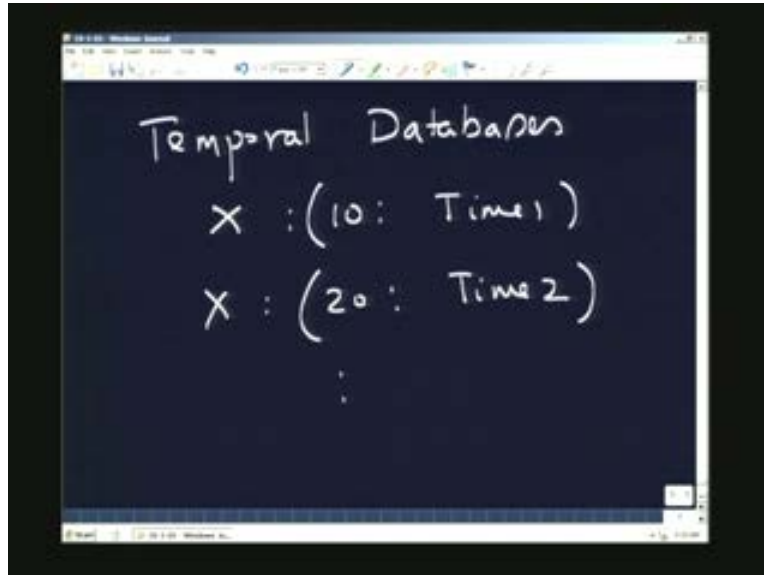 Temporal Databases
X : (10 : Time1)
X : (20 : Time2)
: